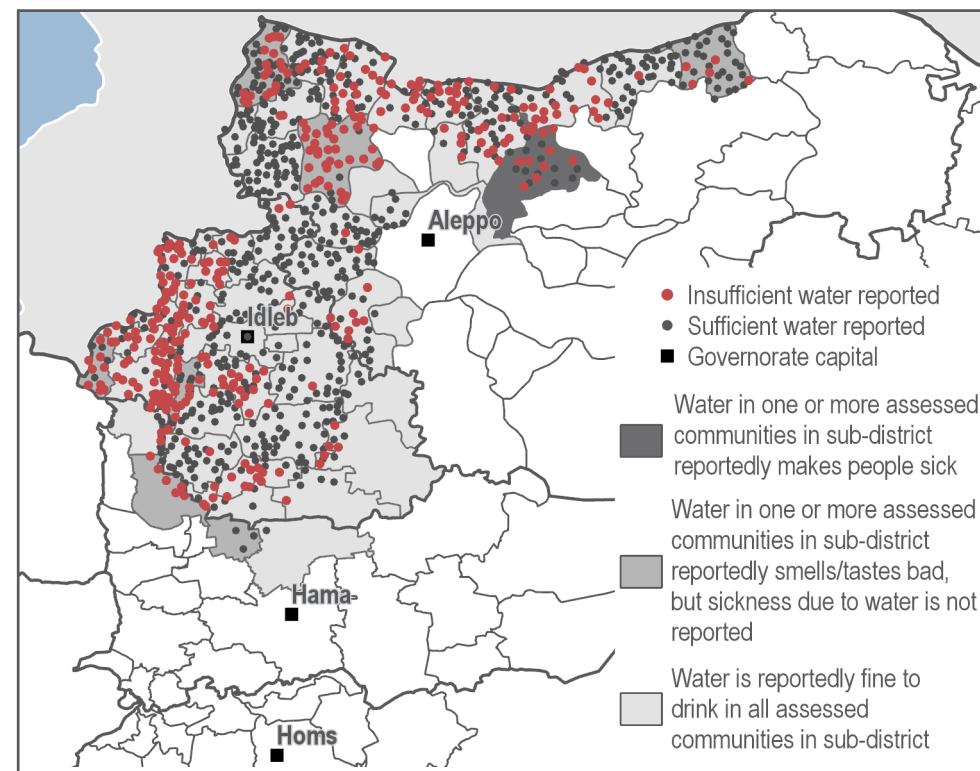 Aleppo
Idleb
Hama
Homs
Insufficient water reported
Sufficient water reported
Governorate capital
Water in one or more assessed
communities in sub-district
reportedly makes people sick
Water in one or more assessed
communities in sub-district
reportedly smells/tastes bad,
but sickness due to water is not
reported
Water is reportedly fine to
drink in all assessed
communities in sub-district